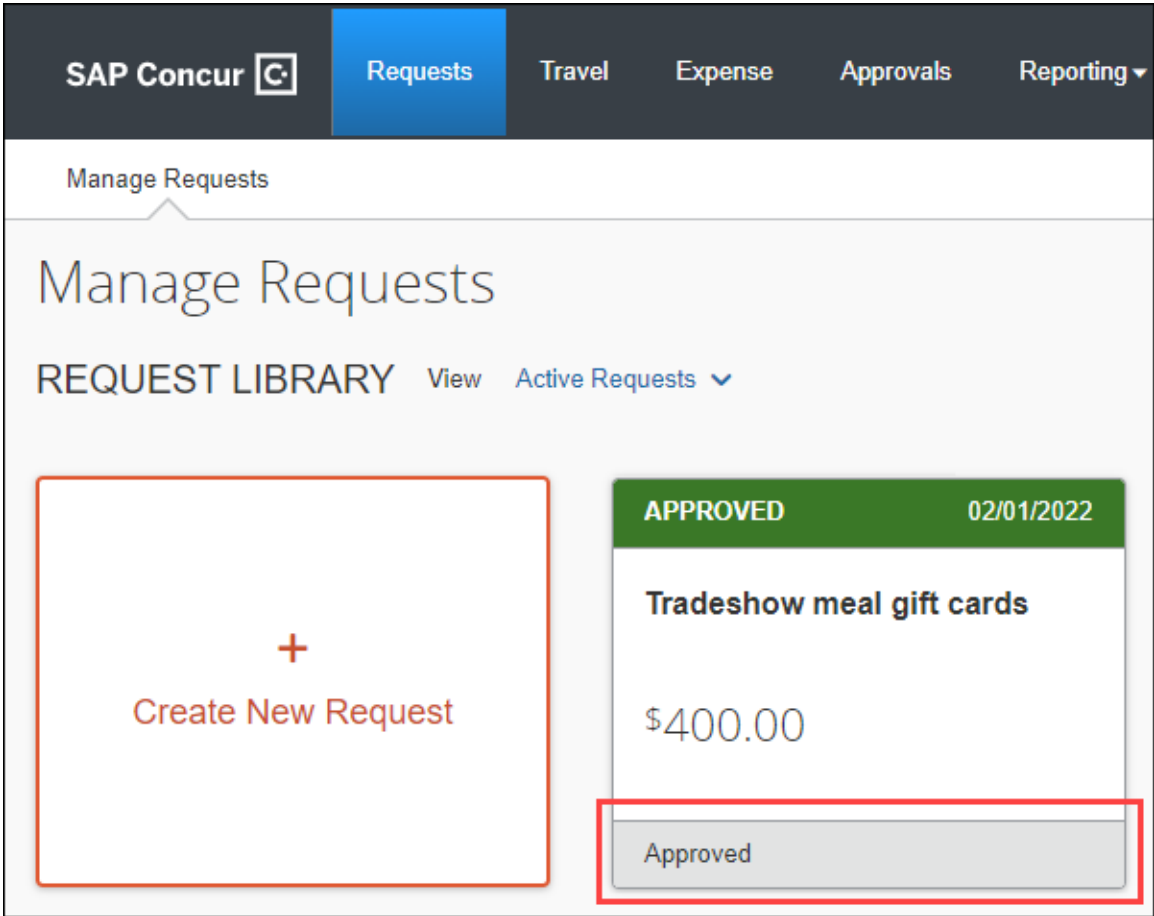 SAP Concur C Requests Travel Expense Approvals Reporting
Manage Requests
Manage Requests
REQUEST LIBRARY View Active Requests
APPROVED 02/01/2022
Tradeshow meal gift cards
+
Create New Request
$400.00
Approved